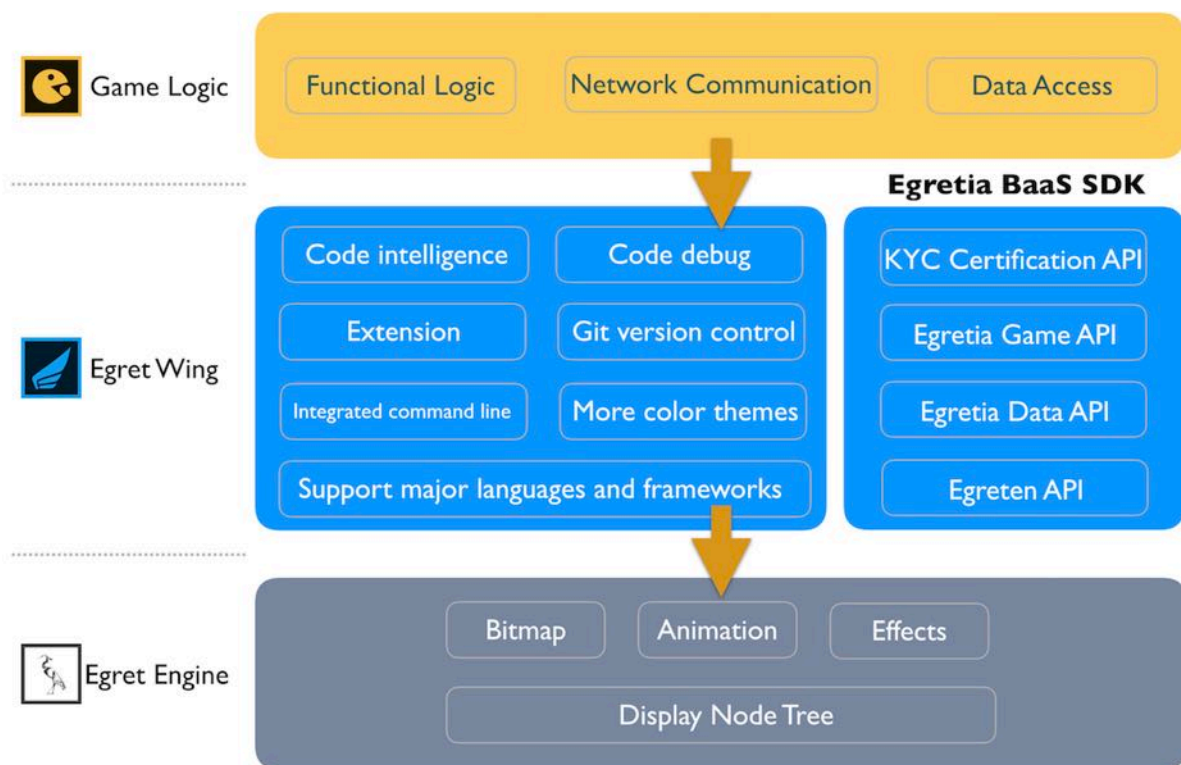 Game Logic
Functional Logic
Network Communication
Data Access
Egretia BaaS SDK
Egret Wing
Code intelligence
Code debug
Extension
Git version control
Integrated command line
More color themes
Support major languages and frameworks
KYC Certification API
Egretia Game API
Egretia Data API
Egreten API
Egret Engine
Bitmap
Animation
Effects
Display Node Tree